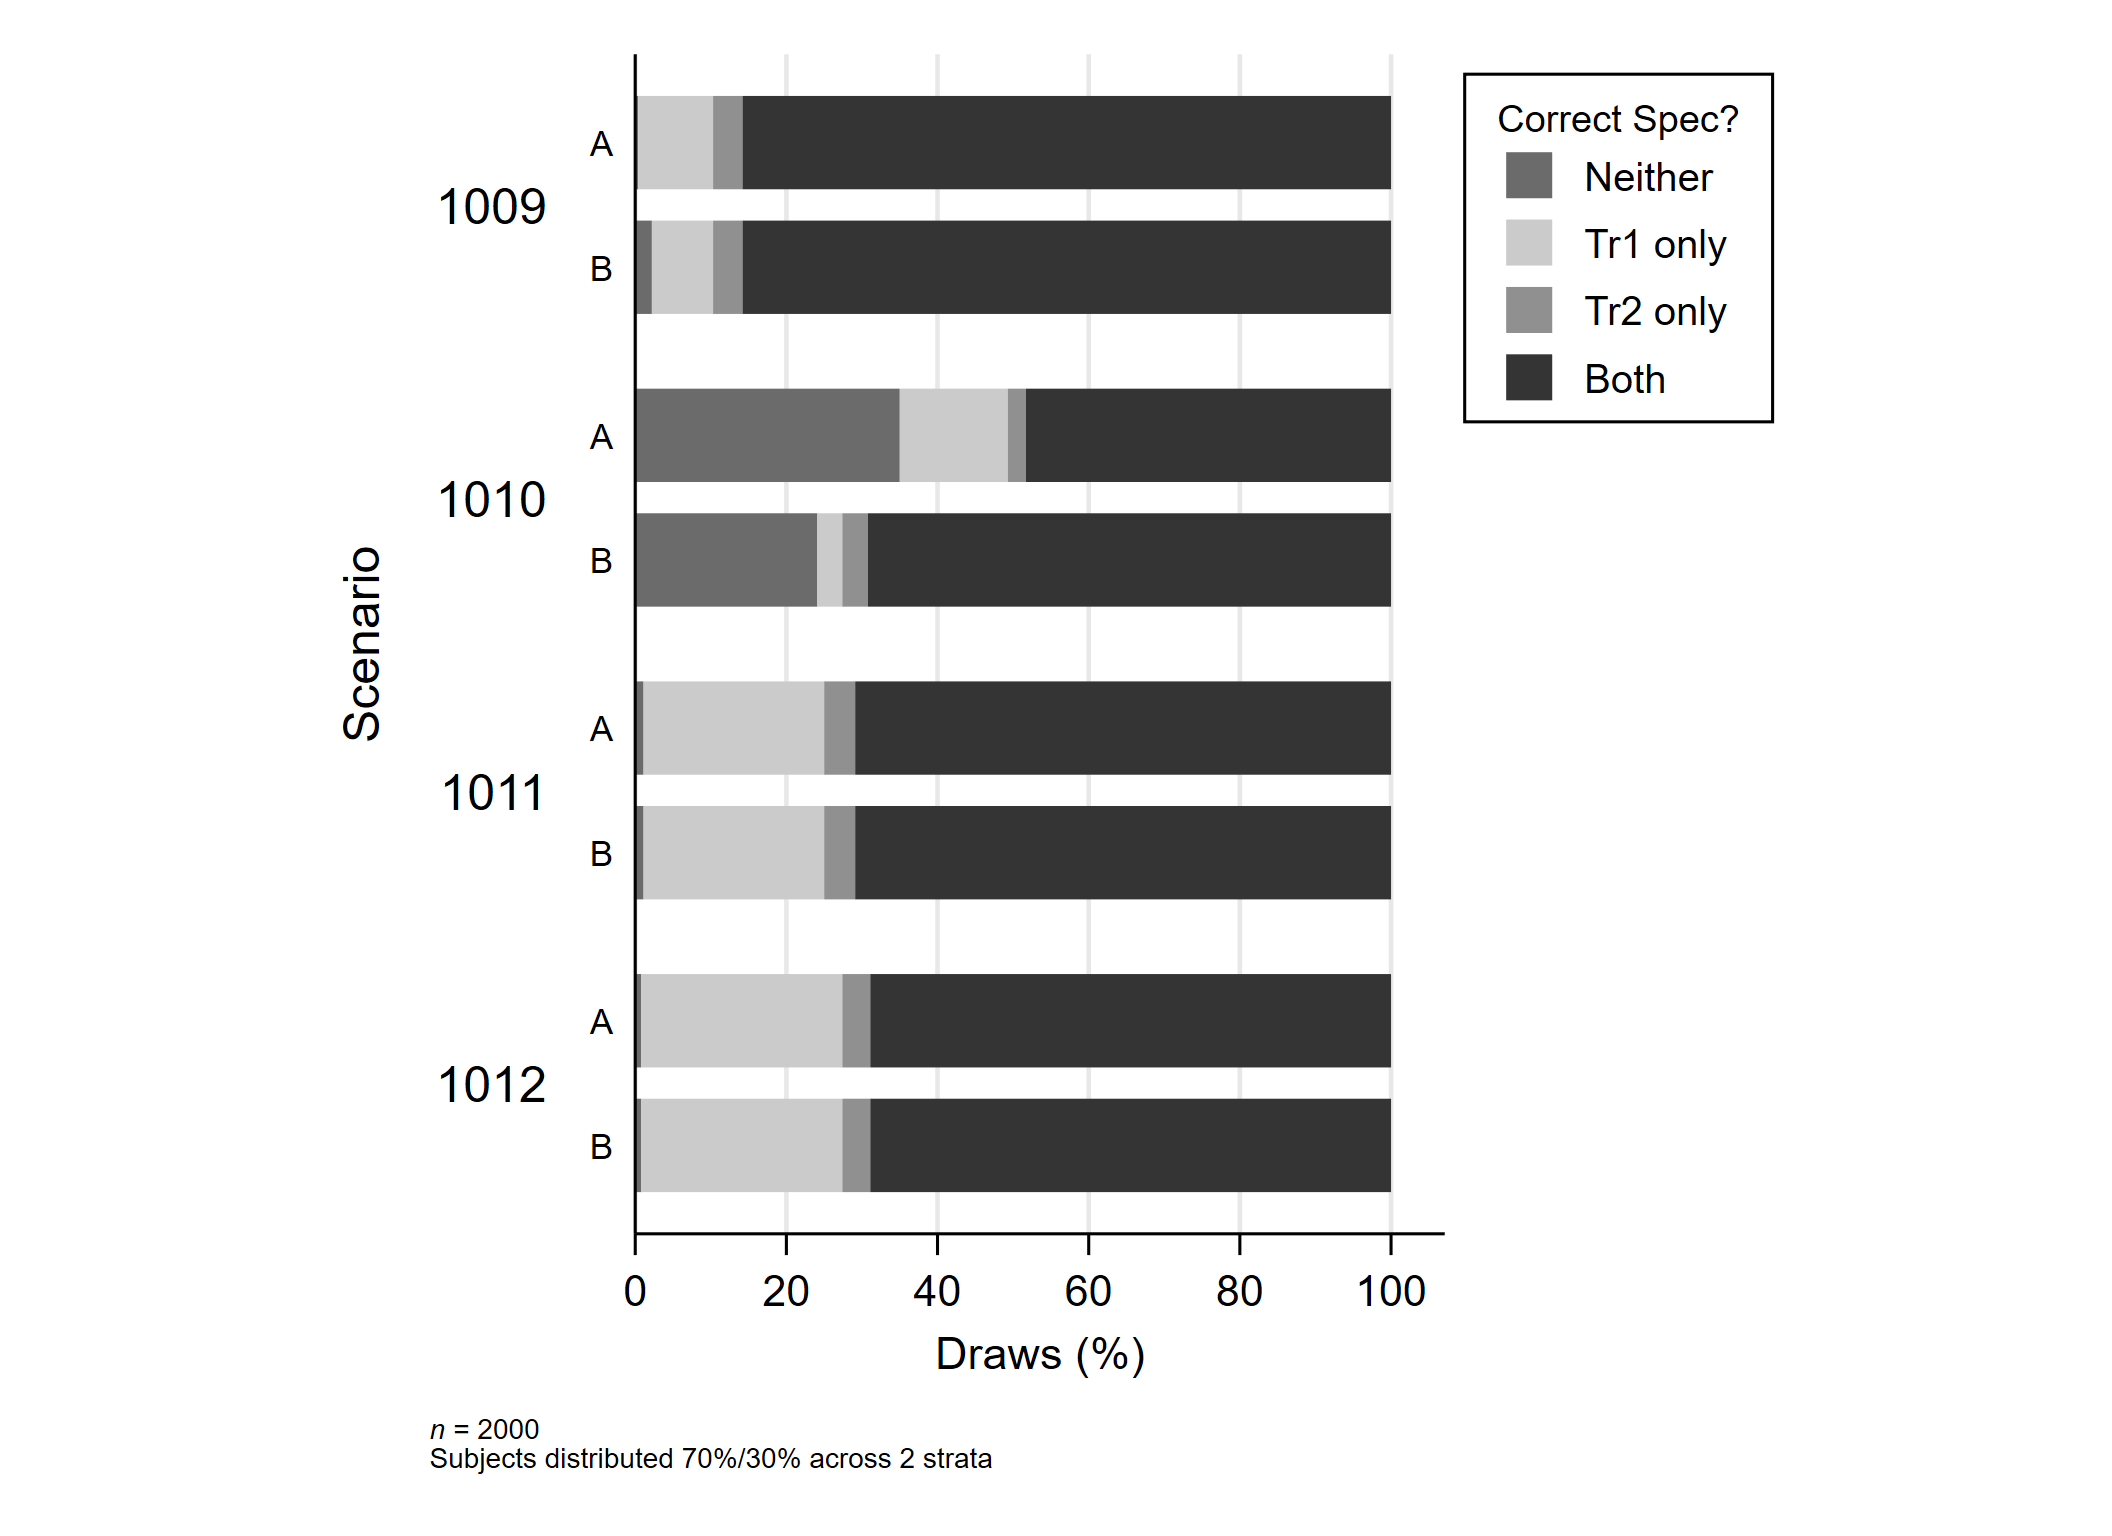 Correct Spec?
Neither
Tr1 only
Tr2 only
Both
Scenario
1009
A
B
1010
A
B
1011
A
B
1012
A
B
0 20 40 60 80 100
Draws (%)
n = 2000
Subjects distributed 70%/30% across 2 strata